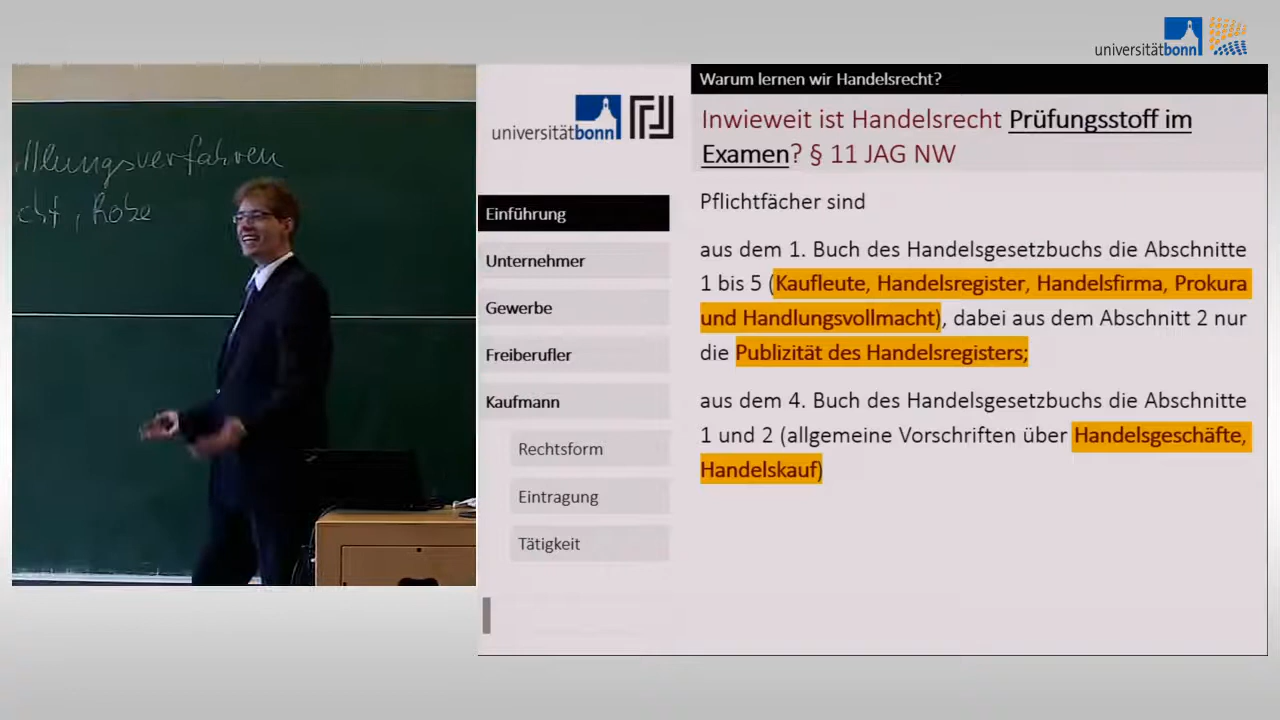 universitätbonn
Warum lernen wir Handelsrecht?
universitätbonn
Inwieweit ist Handelsrecht Prüfungsstoff im
Examen? § 11 JAG NW
Pflichtfächer sind
aus dem 1. Buch des Handelsgesetzbuchs die Abschnitte
1 bis 5 (Kaufleute, Handelsregister, Handelsfirma, Prokura
und Handlungsvollmacht), dabei aus dem Abschnitt 2 nur
die Publizität des Handelsregisters;
aus dem 4. Buch des Handelsgesetzbuchs die Abschnitte
1 und 2 (allgemeine Vorschriften über Handelsgeschäfte,
Handelskauf)
Einführung
Unternehmer
Gewerbe
Freiberufler
Kaufmann
Rechtsform
Eintragung
Tätigkeit
llungsverfahren
cht, Robe